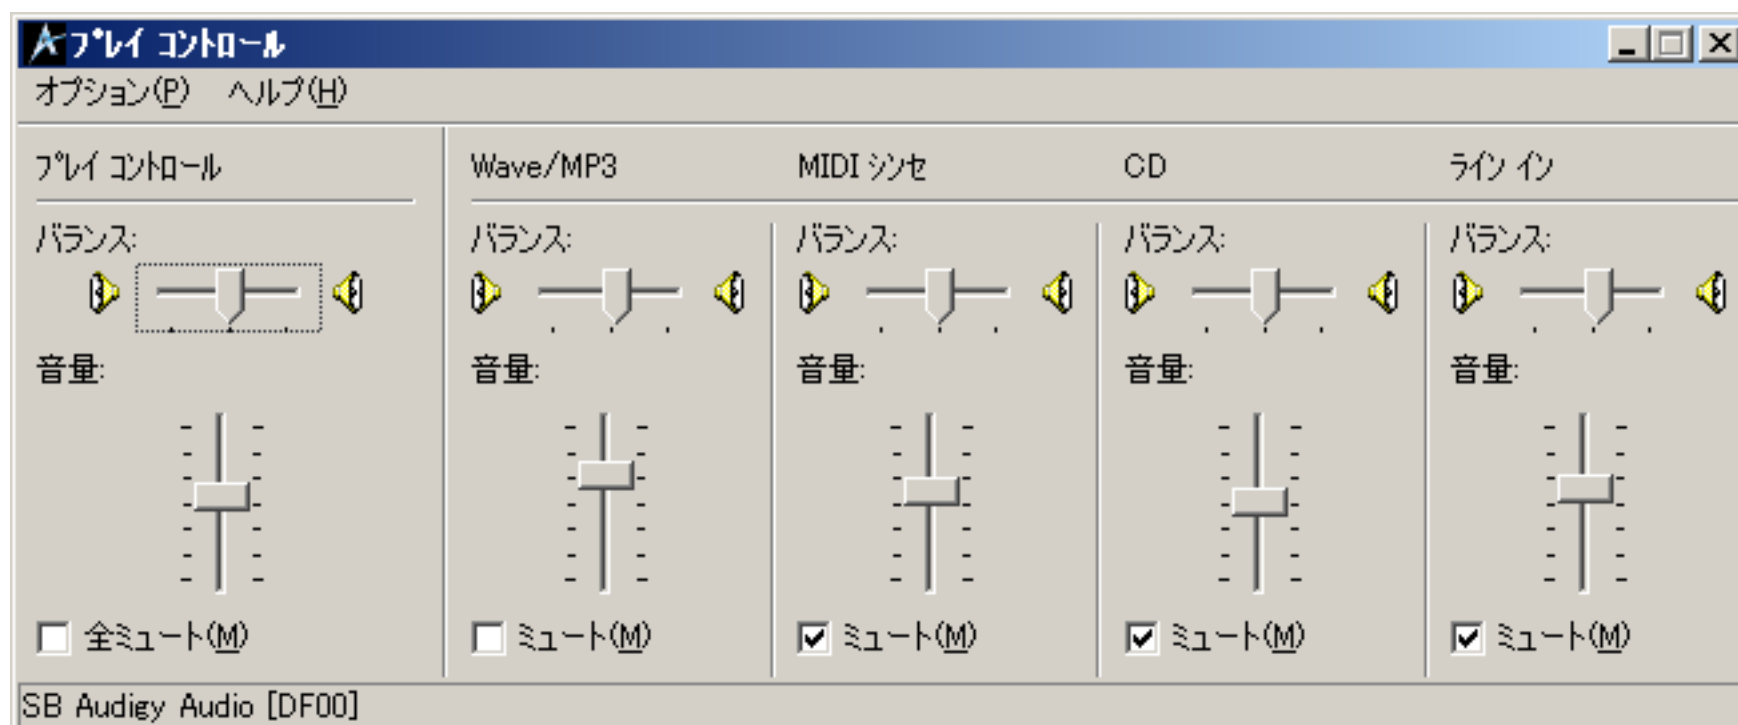 プレイ コントロール
オプション(P) ヘルプ(H)
プレイ コントロール Wave/MP3 MIDI シンセ CD ライン イン
バランス: バランス: バランス: バランス: バランス:
音量: 音量: 音量: 音量: 音量:
全ミュート(M) ミュート(M) ミュート(M) ミュート(M) ミュート(M)
SB Audigy Audio [DF00]